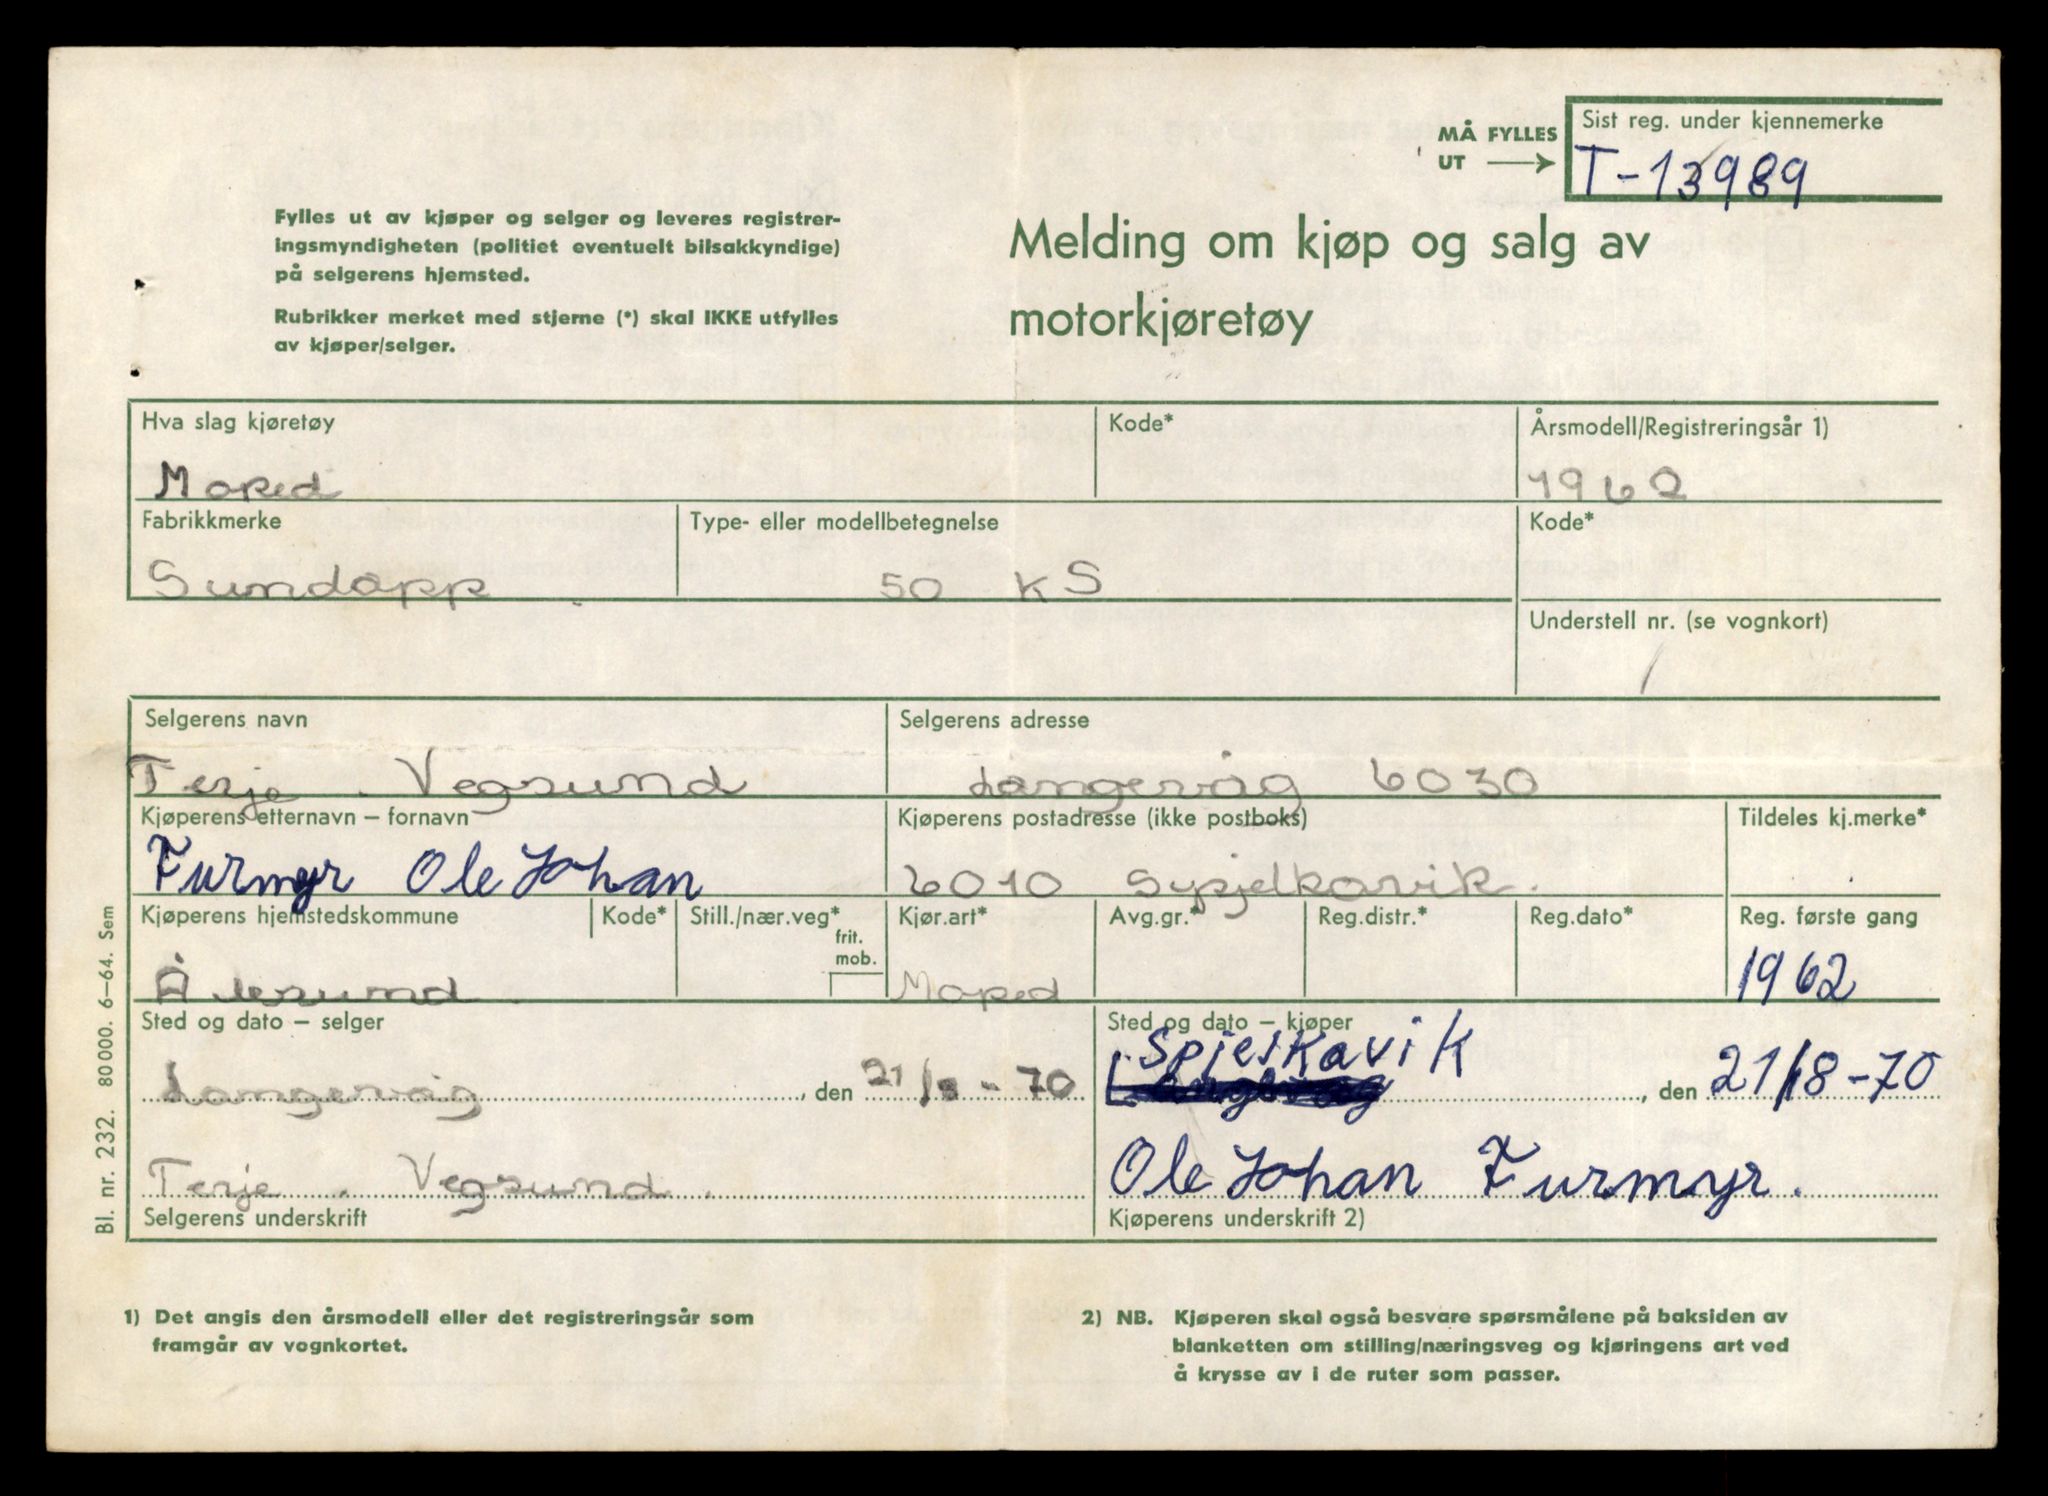 MÅ FYLLES
UT
Sist reg. under kjennemerke
T-13989
Fylles ut av kjøper og selger og leveres registrer-
ingsmyndigheten (politiet eventuelt bilsakkyndige)
på selgerens hjemsted.
Rubrikker merket med stjerne (*) skal IKKE utfylles
av kjøper/selger.
Melding om kjøp og salg av
motorkjøretøy
Hva slag kjøretøy
Moped
Kode*
Årsmodell/Registreringsår 1)
1962
Fabrikkmerke
Sundapp
Type- eller modellbetegnelse
50 KS
Kode*
Understell nr. (se vognkort)
Selgerens navn
Terje Vegsund
Selgerens adresse
Langevåg 6030
Kjøperens etternavn – fornavn
Furmyr Ole Johan
Kjøperens postadresse (ikke postboks)
6010 Sypjelkavik.
Tildeles kj.merke*
Kjøperens hjemstedskommune
Ålesund
Kode*
Still./nær.veg*
frit.
mob.
Kjør.art*
Moped
Avg.gr.*
Reg.distr.*
Reg.dato*
Reg. første gang
1962
Sted og dato – selger
Langevåg, den 21/8-70
Terje Vegsund.
Selgerens underskrift
Sted og dato – kjøper
Spjelkavik, den 21/8-70
Ole Johan Furmyr.
Kjøperens underskrift 2)
Bl. nr. 232. 80 000. 6–64. Sem
1) Det angis den årsmodell eller det registreringsår som
framgår av vognkortet.
2) NB. Kjøperen skal også besvare spørsmålene på baksiden av
blanketten om stilling/næringsveg og kjøringens art ved
å krysse av i de ruter som passer.